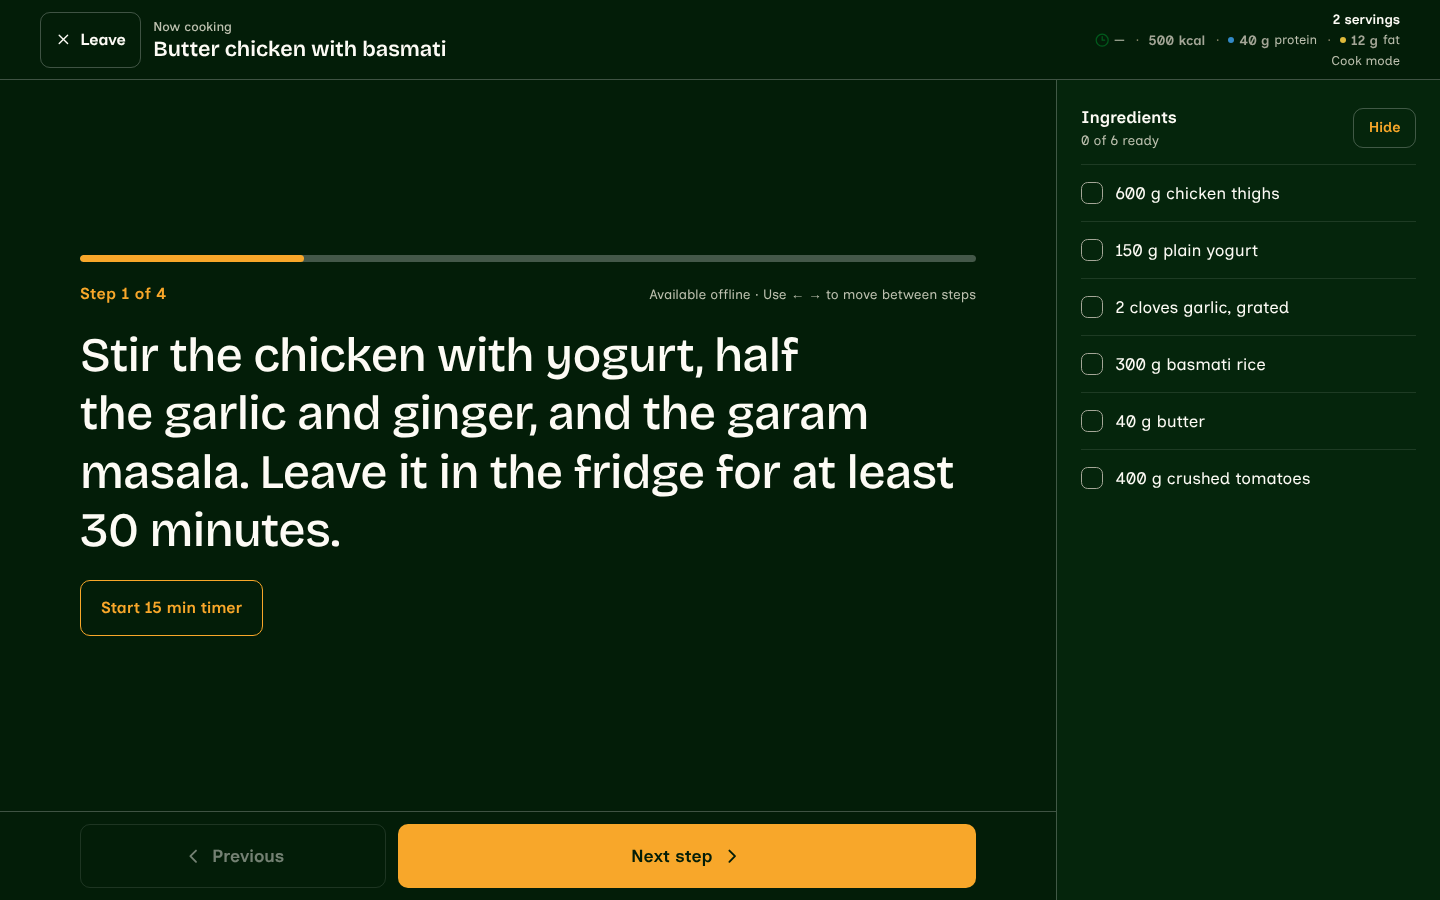 Leave
Now cooking
Butter chicken with basmati
2 servings
— · 500 kcal · 40 g protein · 12 g fat
Cook mode
Step 1 of 4
Available offline · Use ← → to move between steps
Stir the chicken with yogurt, half
the garlic and ginger, and the garam
masala. Leave it in the fridge for at least
30 minutes.
Start 15 min timer
Previous
Next step
Ingredients
0 of 6 ready
Hide
600 g chicken thighs
150 g plain yogurt
2 cloves garlic, grated
300 g basmati rice
40 g butter
400 g crushed tomatoes